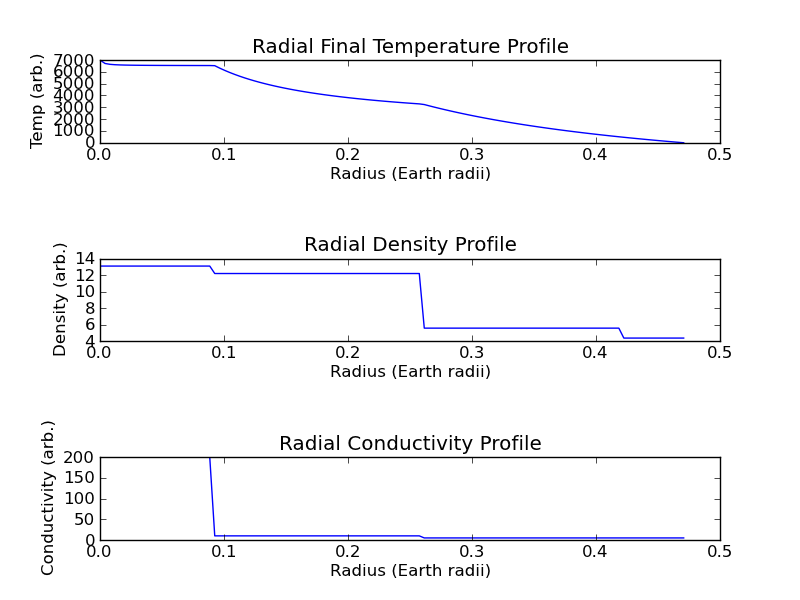 Radial Final Temperature Profile
Temp (arb.)
7000
6000
5000
4000
3000
2000
1000
0
0.0 0.1 0.2 0.3 0.4 0.5
Radius (Earth radii)
Radial Density Profile
Density (arb.)
14
12
10
8
6
4
0.0 0.1 0.2 0.3 0.4 0.5
Radius (Earth radii)
Radial Conductivity Profile
Conductivity (arb.)
200
150
100
50
0
0.0 0.1 0.2 0.3 0.4 0.5
Radius (Earth radii)